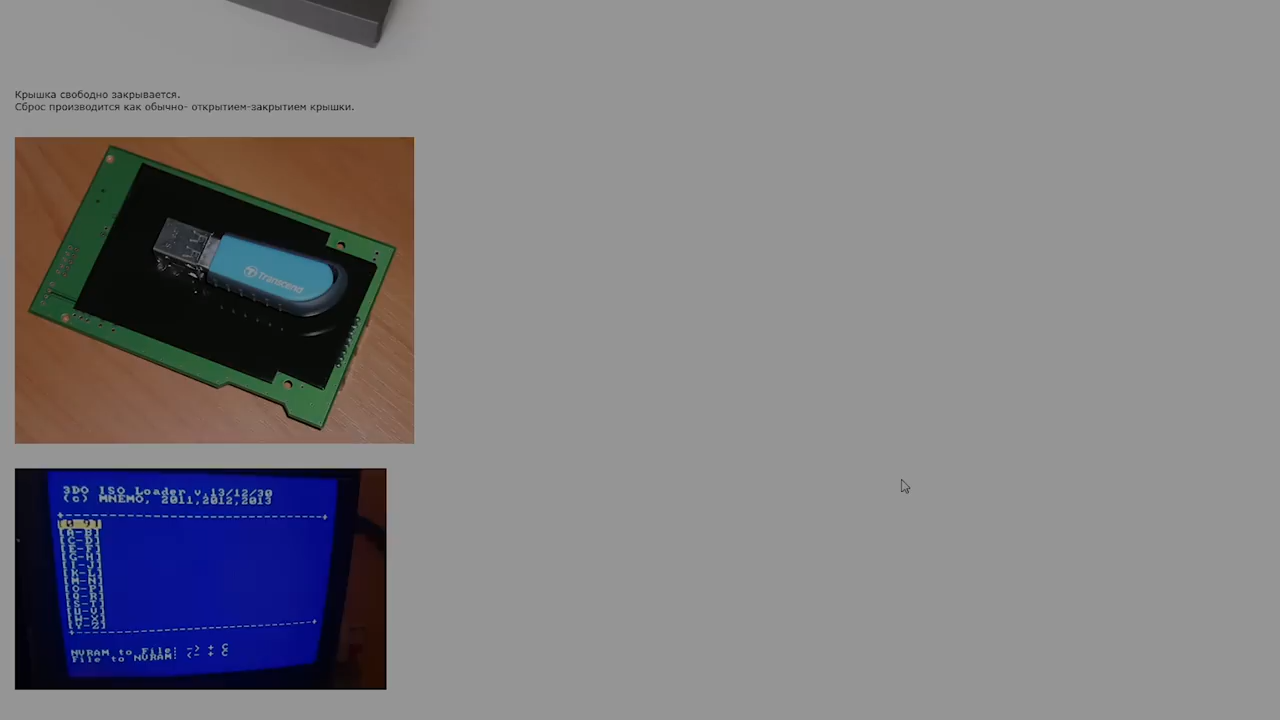 Крышка свободно закрывается.
Сброс производится как обычно- открытием-закрытием крышки.
Transcend
3DO ISO Loader v.13/12/30
(c) MNEMO, 2011,2012,2013
[A-B]
[C-D]
[E-F]
[G-H]
[I-J]
[K-L]
[M-N]
[O-P]
[Q-R]
[S-T]
[U-V]
[W-X]
[Y-Z]
NVRAM to File: -> + C
File to NVRAM: <- + C